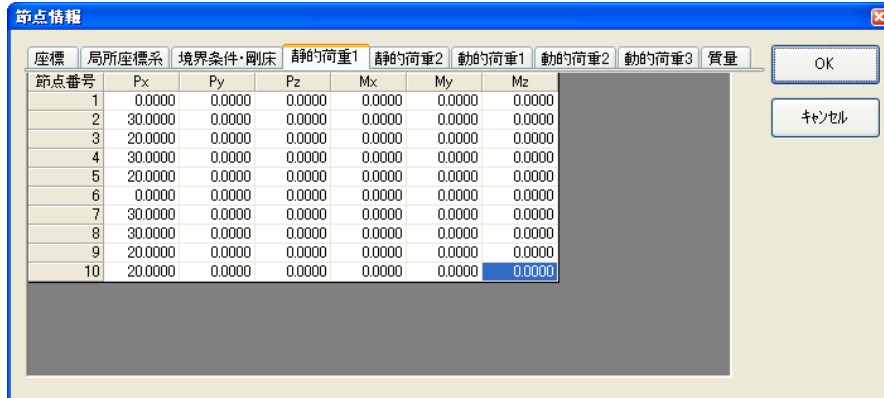 節点情報
座標 局所座標系 境界条件・剛床 静的荷重1 静的荷重2 動的荷重1 動的荷重2 動的荷重3 質量
OK
キャンセル
節点番号 Px Py Pz Mx My Mz
1 0.0000 0.0000 0.0000 0.0000 0.0000 0.0000
2 30.0000 0.0000 0.0000 0.0000 0.0000 0.0000
3 20.0000 0.0000 0.0000 0.0000 0.0000 0.0000
4 30.0000 0.0000 0.0000 0.0000 0.0000 0.0000
5 20.0000 0.0000 0.0000 0.0000 0.0000 0.0000
6 0.0000 0.0000 0.0000 0.0000 0.0000 0.0000
7 30.0000 0.0000 0.0000 0.0000 0.0000 0.0000
8 30.0000 0.0000 0.0000 0.0000 0.0000 0.0000
9 20.0000 0.0000 0.0000 0.0000 0.0000 0.0000
10 20.0000 0.0000 0.0000 0.0000 0.0000 0.0000